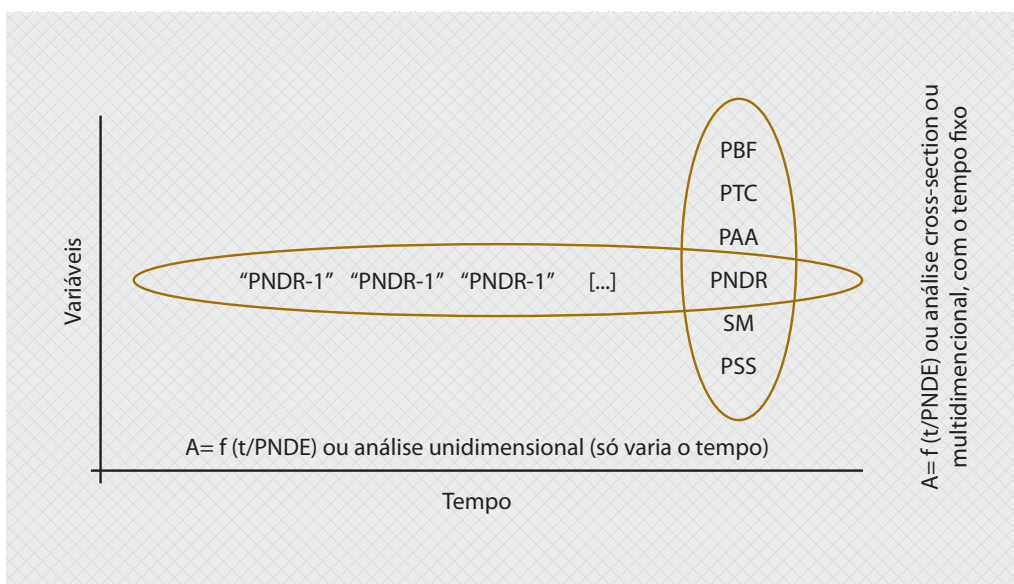 PBF
PTC
PAA
Variáveis
“PNDR-1” “PNDR-1” “PNDR-1” [...] PNDR
SM
PSS
A= f (t/PNDE) ou análise unidimensional (só varia o tempo)
Tempo
A= f (t/PNDE) ou análise cross-section ou
multidimencional, com o tempo fixo